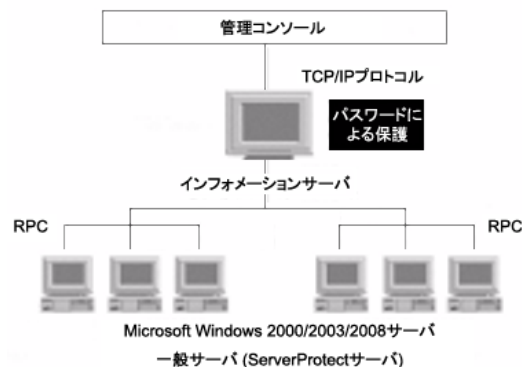 管理コンソール
TCP/IPプロトコル
パスワードに
よる保護
インフォメーションサーバ
RPC
RPC
Microsoft Windows 2000/2003/2008サーバ
一般サーバ (ServerProtectサーバ)